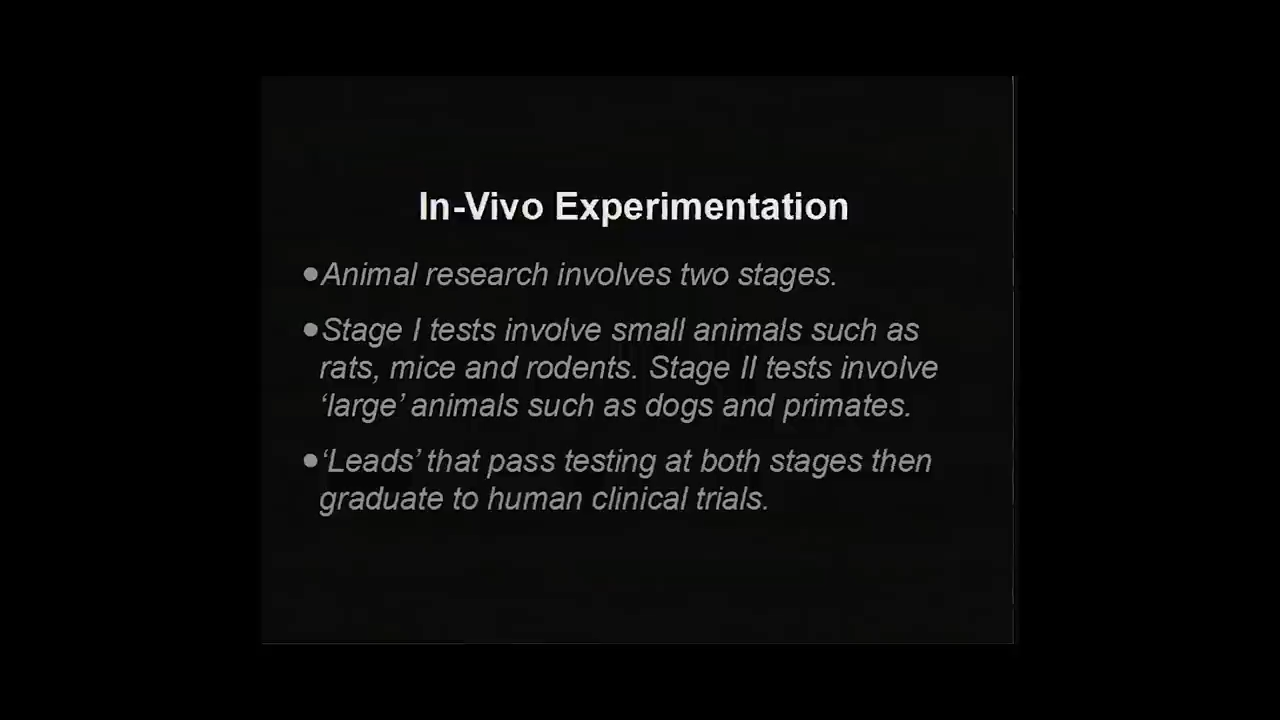 In-Vivo Experimentation
●Animal research involves two stages.
●Stage I tests involve small animals such as
rats, mice and rodents. Stage II tests involve
‘large’ animals such as dogs and primates.
●‘Leads’ that pass testing at both stages then
graduate to human clinical trials.